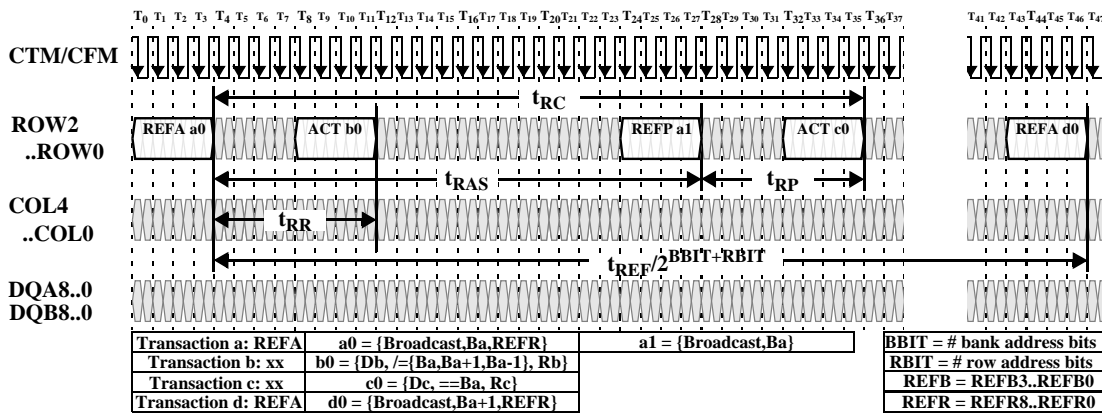 T0 T1 T2 T3 T4 T5 T6 T7 T8 T9 T10 T11 T12 T13 T14 T15 T16 T17 T18 T19 T20 T21 T22 T23 T24 T25 T26 T27 T28 T29 T30 T31 T32 T33 T34 T35 T36 T37 T41 T42 T43 T44 T45 T46 T47
CTM/CFM
tRC
ROW2
..ROW0
REFA a0 ACT b0 REFP a1 ACT c0 REFA d0
tRAS tRP
COL4
..COL0
tRR
tREF/2BBIT+RBIT
DQA8..0
DQB8..0
Transaction a: REFA a0 = {Broadcast,Ba,REFR} a1 = {Broadcast,Ba}
Transaction b: xx b0 = {Db, /={Ba,Ba+1,Ba-1}, Rb}
Transaction c: xx c0 = {Dc, ==Ba, Rc}
Transaction d: REFA d0 = {Broadcast,Ba+1,REFR}
BBIT = # bank address bits
RBIT = # row address bits
REFB = REFB3..REFB0
REFR = REFR8..REFR0